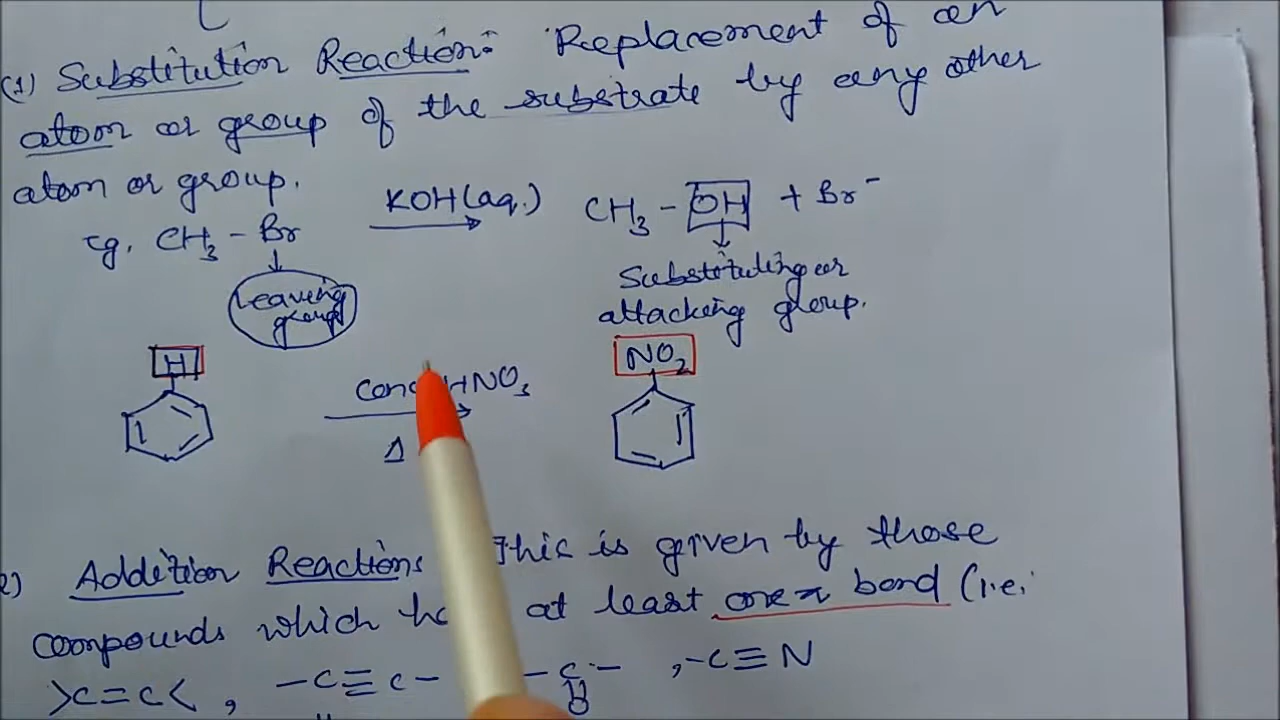 (1) Substitution Reaction: Replacement of an
atom or group of the substrate by any other
atom or group.
eg. CH₃ - Br KOH(aq.) CH₃ - OH + Br⁻
Leaving group
Substituting or
attacking group.
H NO₂
HNO₃
Δ
2) Addition Reactions This is given by those
compounds which at least one π bond (i.e.
>C=C< , -C≡C- -C- , -C≡N
O